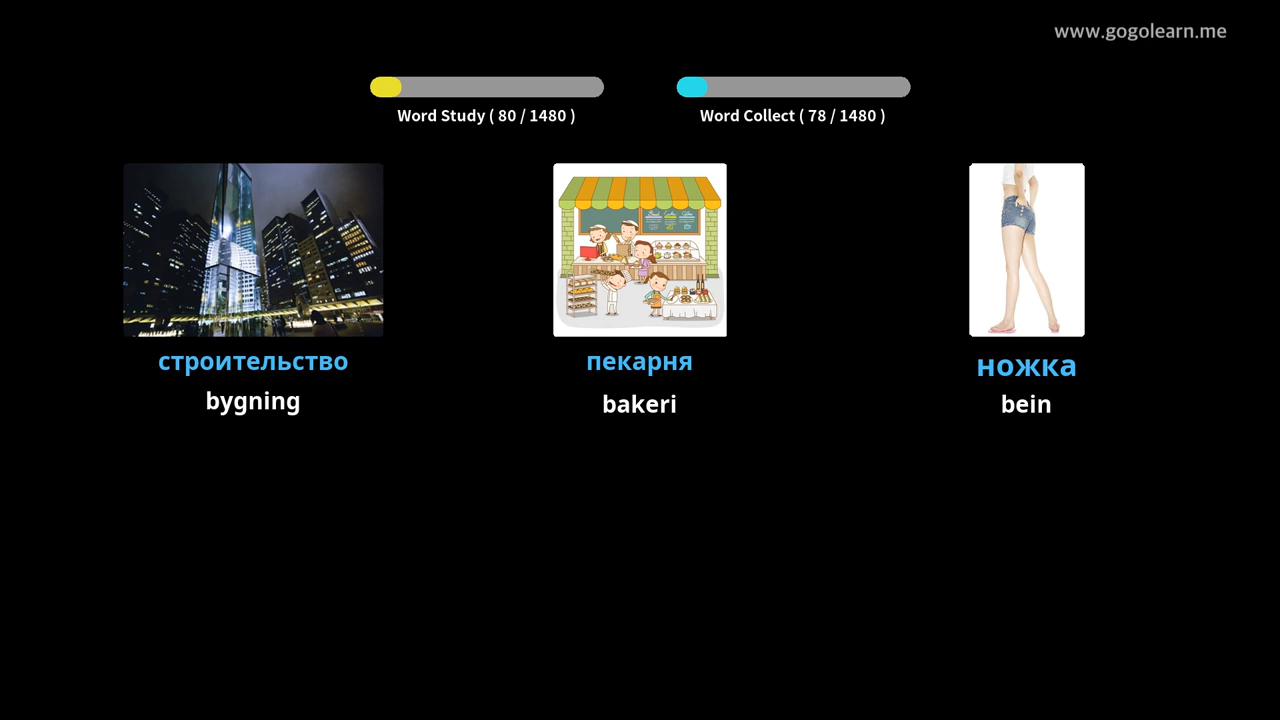 www.gogolearn.me
Word Study ( 80 / 1480 )
Word Collect ( 78 / 1480 )
строительство
пекарня
ножка
bygning
bakeri
bein